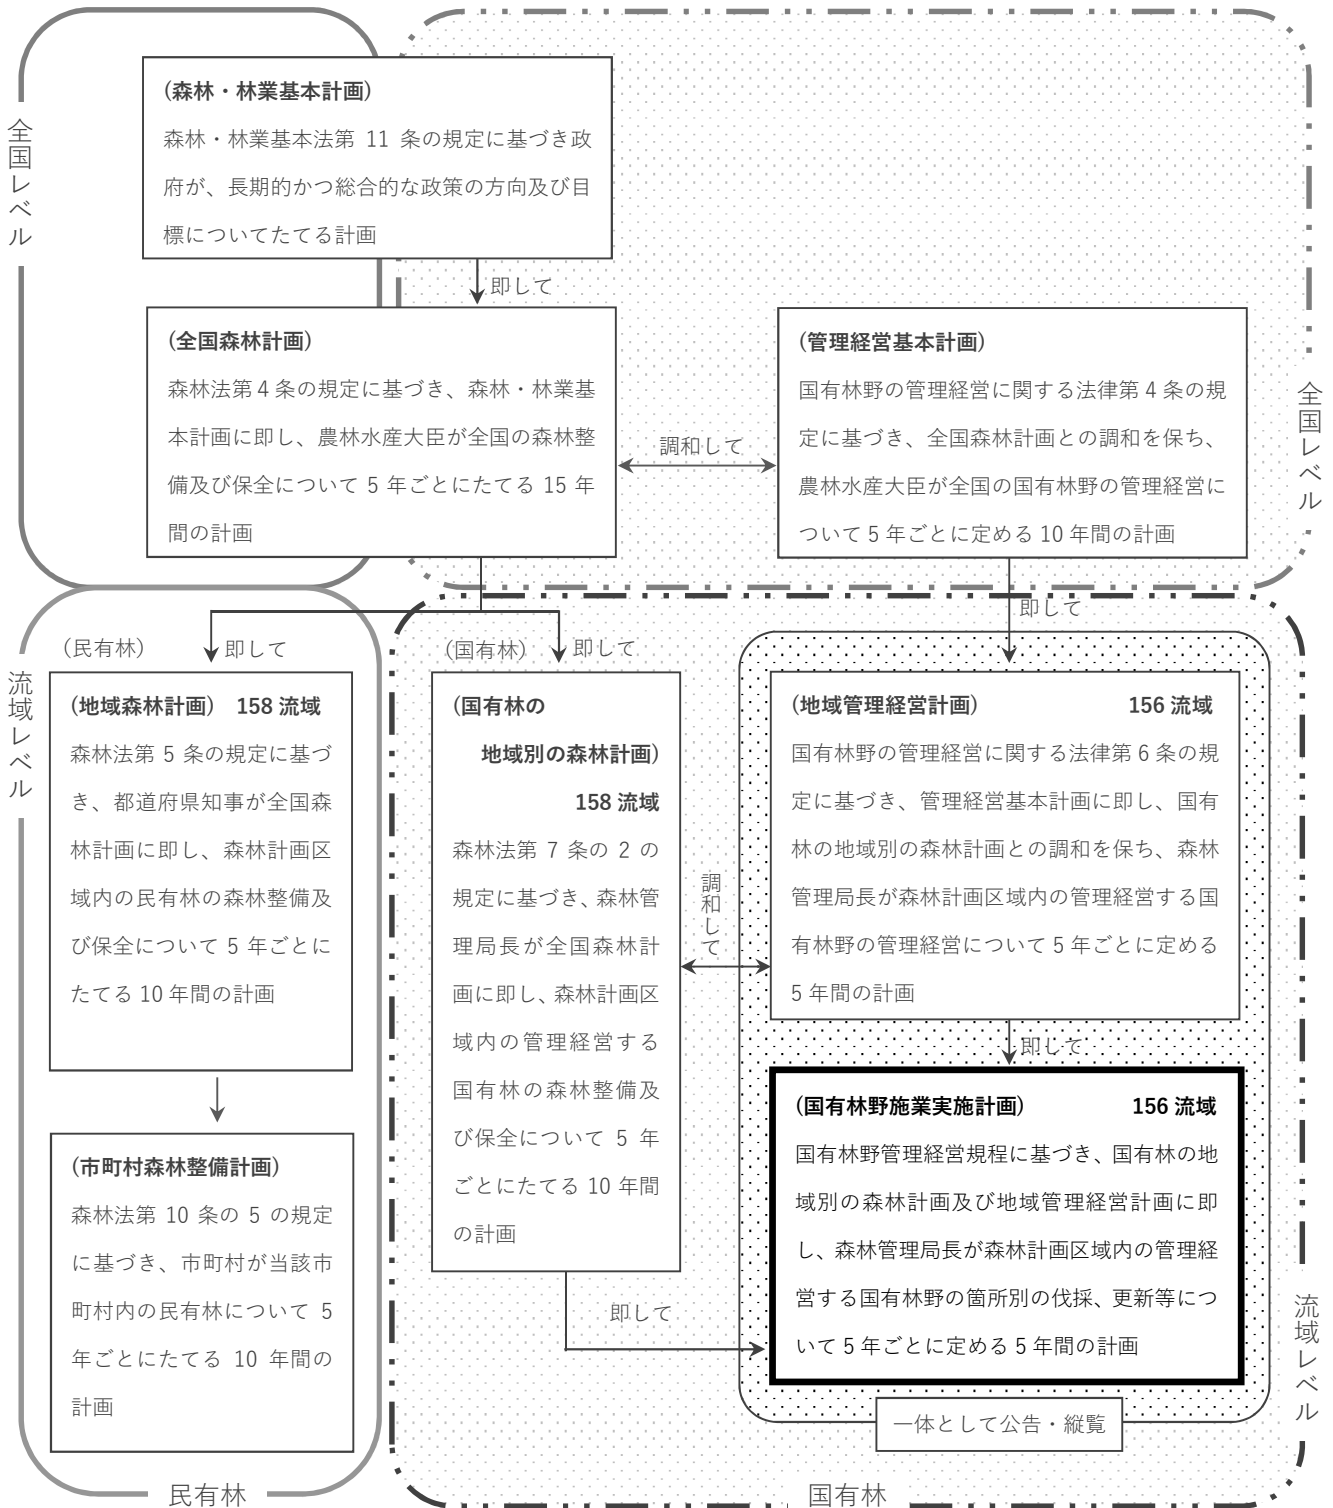 全国レベル
(森林・林業基本計画)
森林・林業基本法第 11 条の規定に基づき政
府が、長期的かつ総合的な政策の方向及び目
標についてたてる計画
即して
(全国森林計画)
森林法第 4 条の規定に基づき、森林・林業基
本計画に即し、農林水産大臣が全国の森林整
備及び保全について 5 年ごとにたてる 15 年
間の計画
調和して
(管理経営基本計画)
国有林野の管理経営に関する法律第 4 条の規
定に基づき、全国森林計画との調和を保ち、
農林水産大臣が全国の国有林野の管理経営に
ついて 5 年ごとに定める 10 年間の計画
全国レベル
即して
流域レベル
(民有林)
即して
(地域森林計画) 158 流域
森林法第 5 条の規定に基づ
き、都道府県知事が全国森
林計画に即し、森林計画区
域内の民有林の森林整備及
び保全について 5 年ごとに
たてる 10 年間の計画
(市町村森林整備計画)
森林法第 10 条の 5 の規定
に基づき、市町村が当該市
町村内の民有林について 5
年ごとにたてる 10 年間の
計画
民有林
(国有林)
即して
(国有林の
地域別の森林計画)
158 流域
森林法第 7 条の 2 の
規定に基づき、森林管
理局長が全国森林計
画に即し、森林計画区
域内の管理経営する
国有林の森林整備及
び保全について 5 年
ごとにたてる 10 年間
の計画
調和して
即して
(地域管理経営計画) 156 流域
国有林野の管理経営に関する法律第 6 条の規
定に基づき、管理経営基本計画に即し、国有
林の地域別の森林計画との調和を保ち、森林
管理局長が森林計画区域内の管理経営する国
有林野の管理経営について 5 年ごとに定める
5 年間の計画
即して
(国有林野施業実施計画) 156 流域
国有林野管理経営規程に基づき、国有林の地
域別の森林計画及び地域管理経営計画に即
し、森林管理局長が森林計画区域内の管理経
営する国有林野の箇所別の伐採、更新等につ
いて 5 年ごとに定める 5 年間の計画
一体として公告・縦覧
流域レベル
国有林